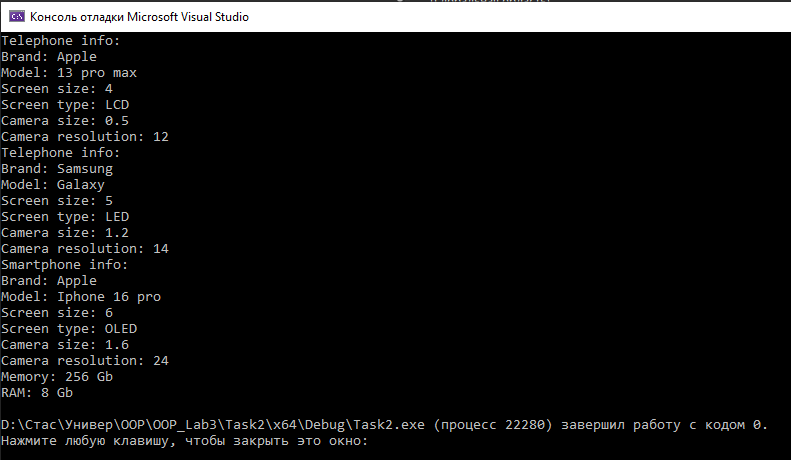 Консоль отладки Microsoft Visual Studio
Telephone info:
Brand: Apple
Model: 13 pro max
Screen size: 4
Screen type: LCD
Camera size: 0.5
Camera resolution: 12
Telephone info:
Brand: Samsung
Model: Galaxy
Screen size: 5
Screen type: LED
Camera size: 1.2
Camera resolution: 14
Smartphone info:
Brand: Apple
Model: Iphone 16 pro
Screen size: 6
Screen type: OLED
Camera size: 1.6
Camera resolution: 24
Memory: 256 Gb
RAM: 8 Gb
D:\Стас\Универ\OOP\OOP_Lab3\Task2\x64\Debug\Task2.exe (процесс 22280) завершил работу с кодом 0.
Нажмите любую клавишу, чтобы закрыть это окно: